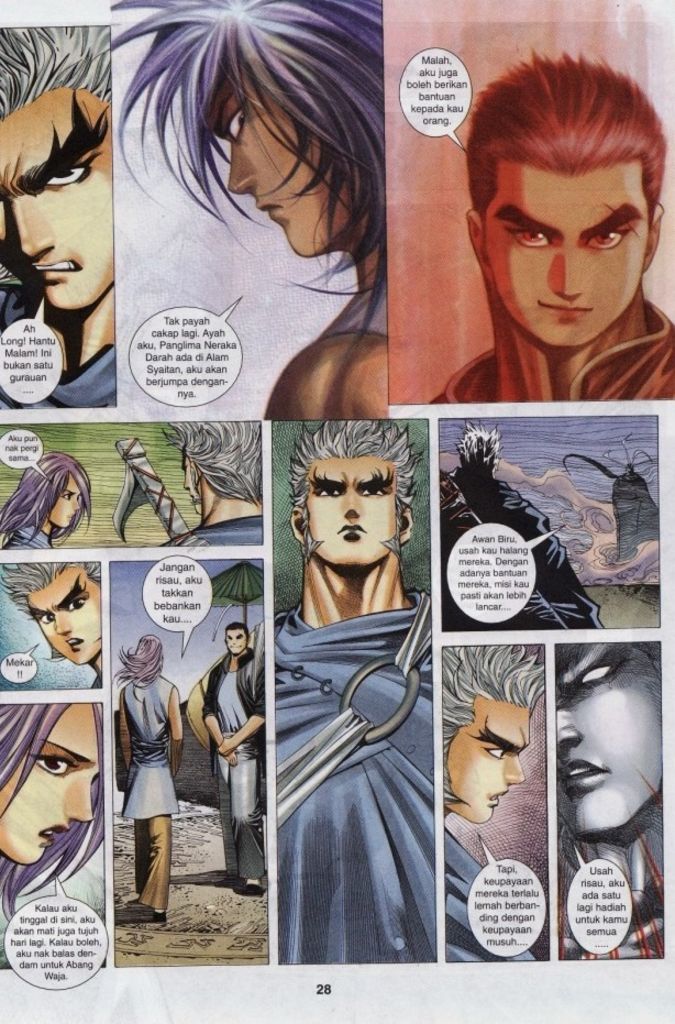 Ah
Long! Hantu
Malam! Ini
bukan satu
gurauan
....
Tak payah
cakap lagi. Ayah
aku, Panglima Neraka
Darah ada di Alam
Syaitan, aku akan
berjumpa dengan-
nya.
Malah,
aku juga
boleh berikan
bantuan
kepada kau
orang.
Aku pun
nak pergi
sama...
Mekar
!!
Jangan
risau, aku
takkan
bebankan
kau....
Kalau aku
tinggal di sini, aku
akan mati juga tujuh
hari lagi. Kalau boleh,
aku nak balas den-
dam untuk Abang
Waja.
Awan Biru,
usah kau halang
mereka. Dengan
adanya bantuan
mereka, misi kau
pasti akan lebih
lancar....
Tapi,
keupayaan
mereka terlalu
lemah berban-
ding dengan
keupayaan
musuh....
Usah
risau, aku
ada satu
lagi hadiah
untuk kamu
semua
.....
28